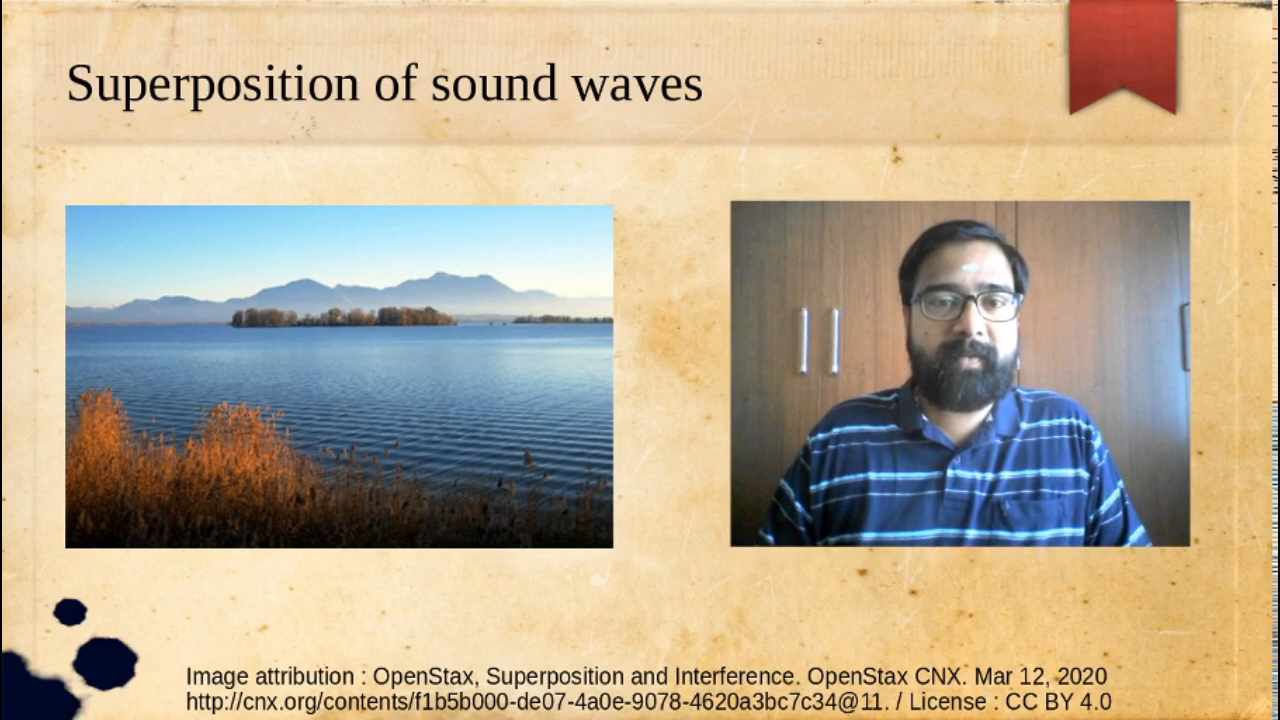 Superposition of sound waves
Image attribution : OpenStax, Superposition and Interference. OpenStax CNX. Mar 12, 2020
http://cnx.org/contents/f1b5b000-de07-4a0e-9078-4620a3bc7c34@11. / License : CC BY 4.0